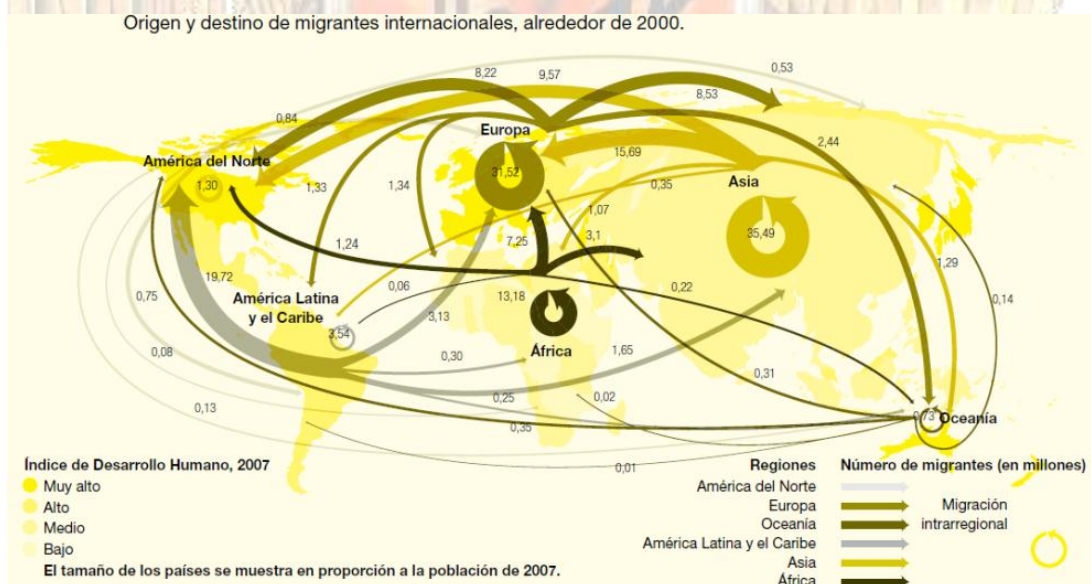 Origen y destino de migrantes internacionales, alrededor de 2000.
0,53
8,22
9,57
8,53
0,84
Europa
2,44
América del Norte
15,69
1,30
1,33
1,34
31,52
0,35
Asia
1,07
7,25
3,1
35,49
1,24
19,72
1,29
0,06
0,22
0,14
0,75
América Latina
y el Caribe
13,18
3,13
3,54
África
0,08
0,30
1,65
0,31
0,25
0,02
0,13
0,35
0,73
Oceanía
0,01
Índice de Desarrollo Humano, 2007
Muy alto
Alto
Medio
Bajo
El tamaño de los países se muestra en proporción a la población de 2007.
Regiones
Número de migrantes (en millones)
América del Norte
Europa
Migración
Oceanía
intrarregional
América Latina y el Caribe
Asia
África